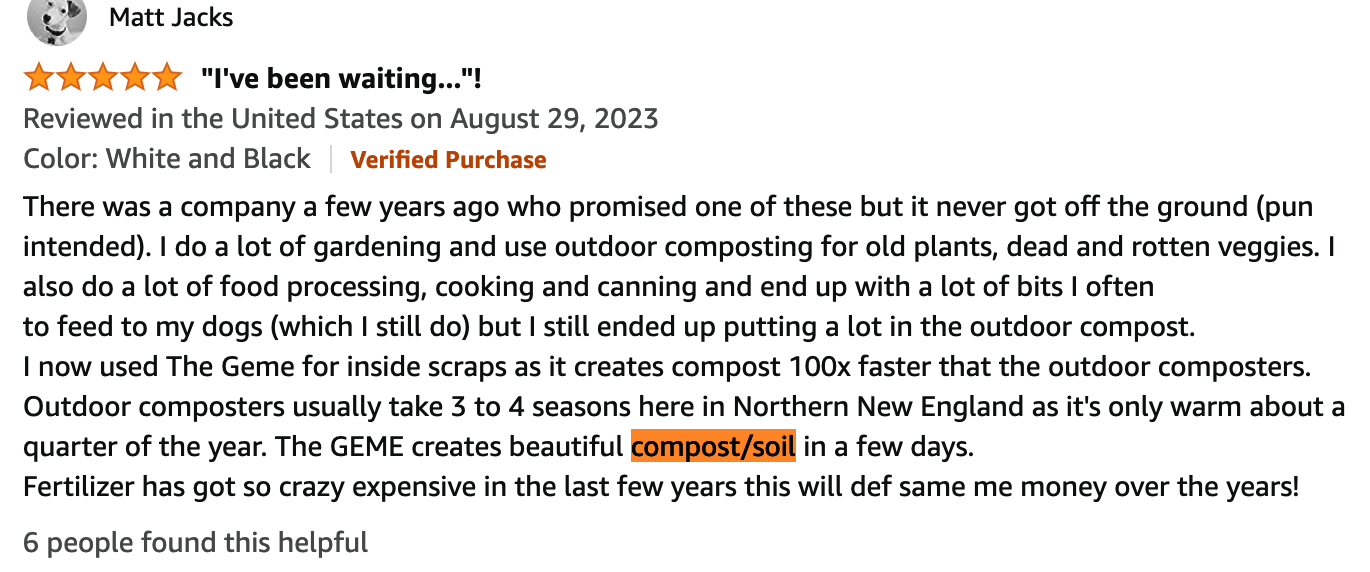 Matt Jacks
"I've been waiting..."!
Reviewed in the United States on August 29, 2023
Color: White and Black | Verified Purchase
There was a company a few years ago who promised one of these but it never got off the ground (pun
intended). I do a lot of gardening and use outdoor composting for old plants, dead and rotten veggies. I
also do a lot of food processing, cooking and canning and end up with a lot of bits I often
to feed to my dogs (which I still do) but I still ended up putting a lot in the outdoor compost.
I now used The Geme for inside scraps as it creates compost 100x faster that the outdoor composters.
Outdoor composters usually take 3 to 4 seasons here in Northern New England as it's only warm about a
quarter of the year. The GEME creates beautiful compost/soil in a few days.
Fertilizer has got so crazy expensive in the last few years this will def same me money over the years!
6 people found this helpful